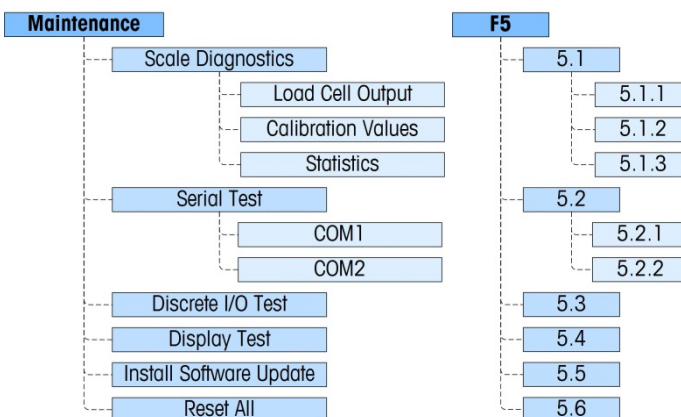 Maintenance F5
Scale Diagnostics 5.1
Load Cell Output 5.1.1
Calibration Values 5.1.2
Statistics 5.1.3
Serial Test 5.2
COM1 5.2.1
COM2 5.2.2
Discrete I/O Test 5.3
Display Test 5.4
Install Software Update 5.5
Reset All 5.6